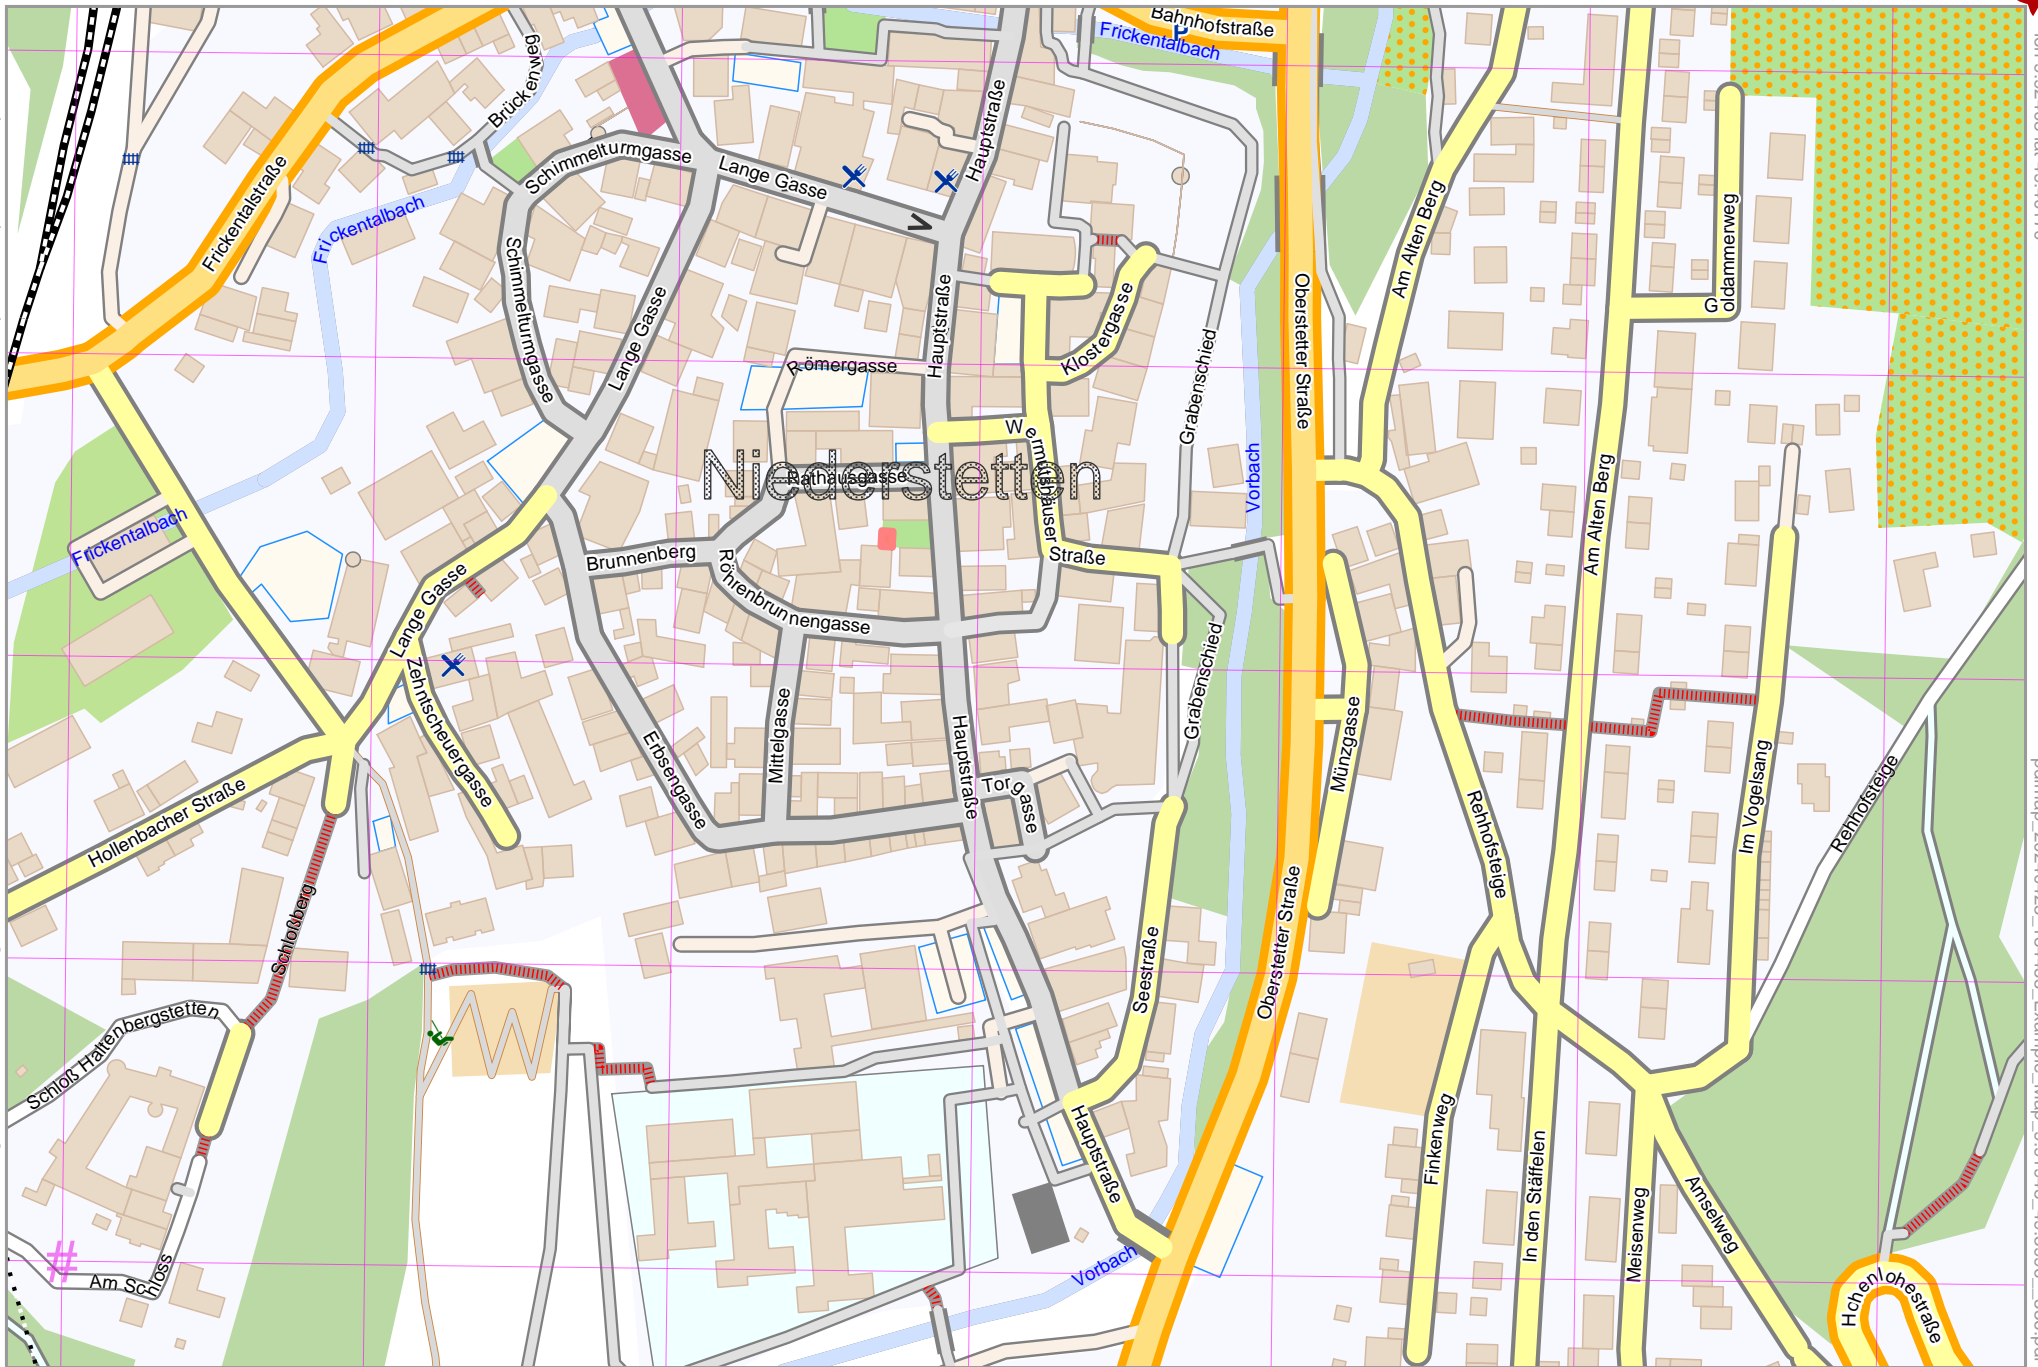 Bahnhofstraße
P
Frickentalbach
Brückenweg
Hauptstraße
Schimmelturmgasse
Lange Gasse
Frickentalstraße
Frickentalbach
Am Alten Berg
Goldammerweg
Schimmelturmgasse
Lange Gasse
Hauptstraße
Klostergasse
Oberstetter Straße
Grabenschied
Römergasse
Wermutshäuser Straße
Niederstetten
Rathausgasse
Vorbach
Am Alten Berg
Frickentalbach
Brunnenberg
Röhrenbrunnengasse
Lange Gasse
Zehntscheuergasse
Grabenschied
Erbsengasse
Mittelgasse
Hauptstraße
Torgasse
Münzgasse
Rehhofsteige
Im Vogelsang
Rehhofsteige
Hollenbacher Straße
Schloßberg
Seestraße
Oberstetter Straße
Schloß Haltenbergstetten
Hauptstraße
Finkenweg
In den Stäffelen
Meisenweg
Amselweg
Am Schloss
#
Vorbach
Hohenlohestraße